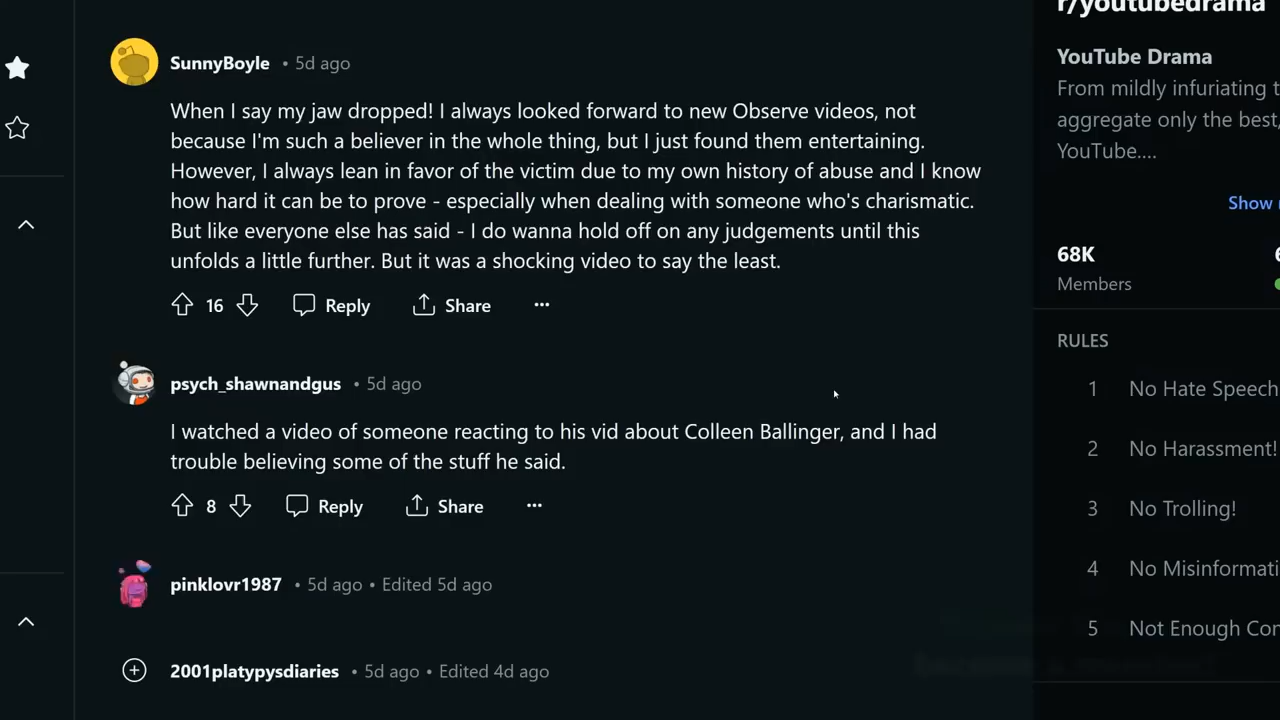 r/youtubedrama
SunnyBoyle • 5d ago
YouTube Drama
From mildly infuriating t
When I say my jaw dropped! I always looked forward to new Observe videos, not
aggregate only the best,
because I'm such a believer in the whole thing, but I just found them entertaining.
YouTube....
However, I always lean in favor of the victim due to my own history of abuse and I know
how hard it can be to prove - especially when dealing with someone who's charismatic.
Show
But like everyone else has said - I do wanna hold off on any judgements until this
unfolds a little further. But it was a shocking video to say the least.
68K
Members
16 Reply Share
RULES
psych_shawnandgus • 5d ago
1 No Hate Speech
I watched a video of someone reacting to his vid about Colleen Ballinger, and I had
2 No Harassment!
trouble believing some of the stuff he said.
8 Reply Share
3 No Trolling!
4 No Misinformati
pinklovr1987 • 5d ago • Edited 5d ago
5 Not Enough Con
2001platypysdiaries • 5d ago • Edited 4d ago